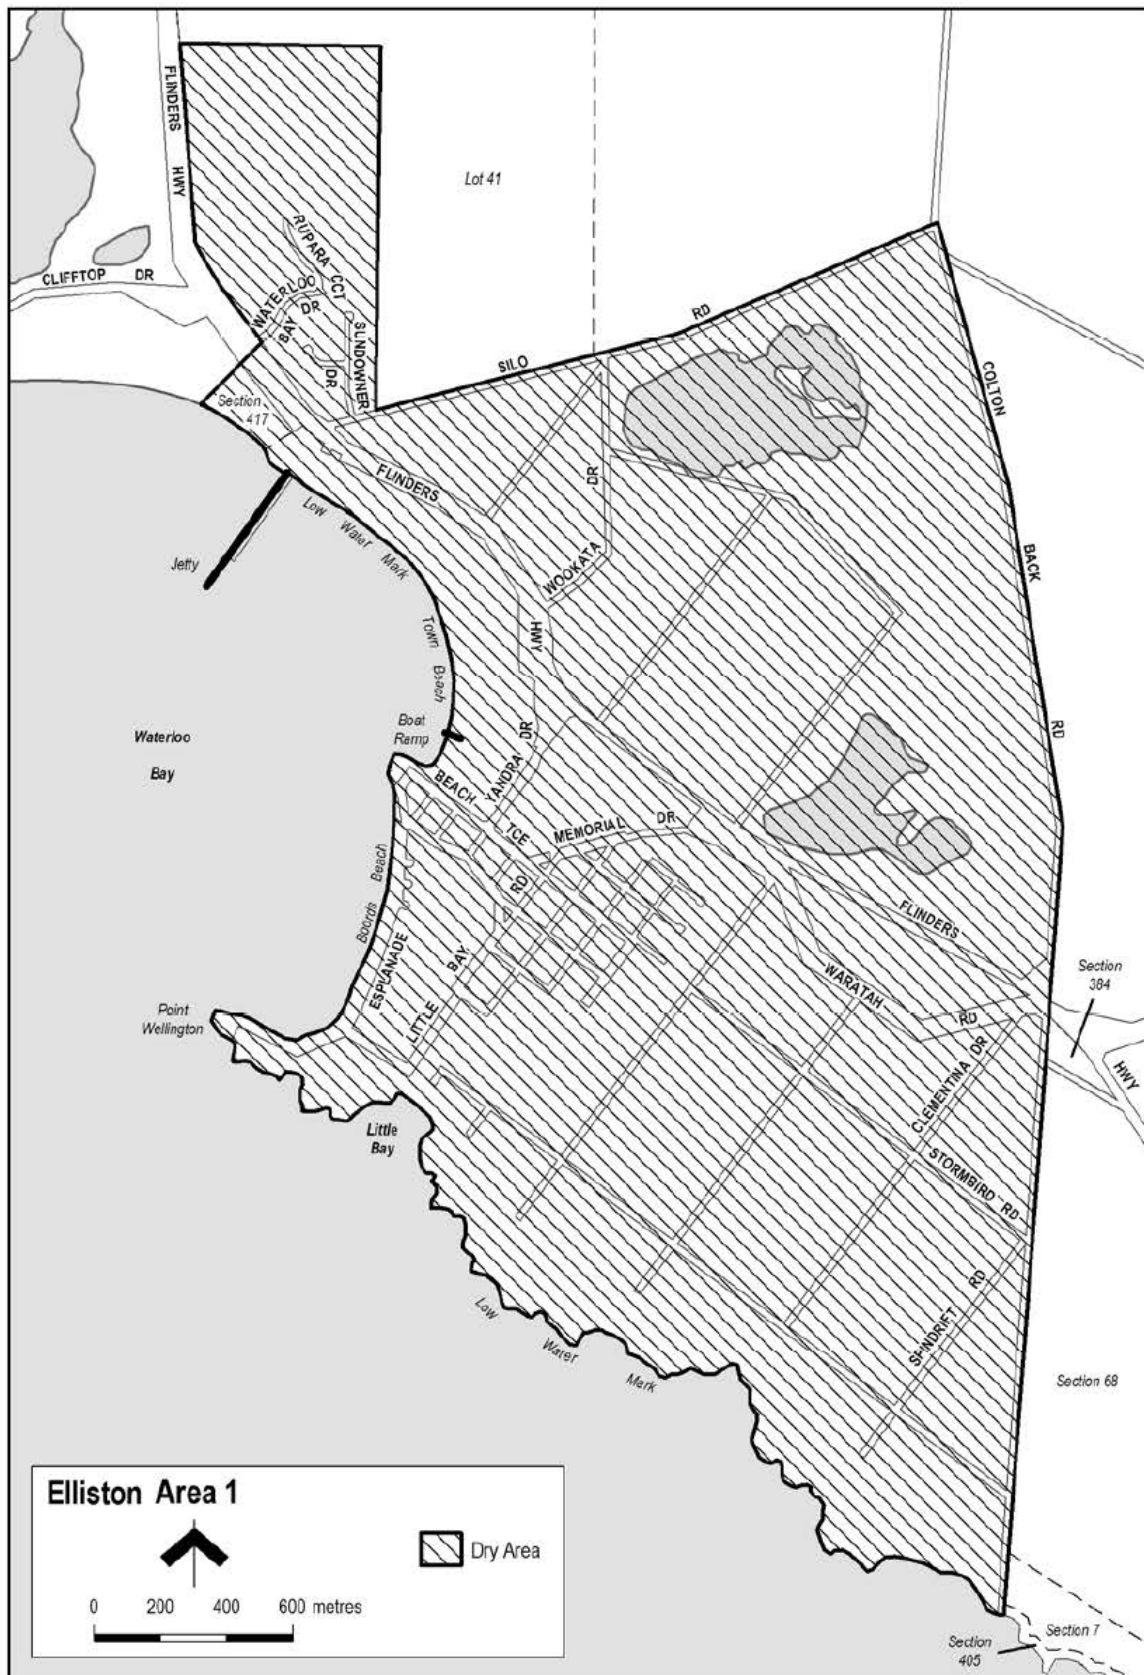 FLINDERS
HWY
Lot 41
RUPARA
CCT
CLIFFTOP DR
WATERLOO
BAY
DR
SUNDOWNER
DR
SILO
RD
COLTON
BACK
RD
Section
417
FLINDERS
HWY
Low
Water
Mark
Jetty
WOOKATA
DR
Town
Beach
Boat
Ramp
Waterloo
Bay
YANDRA
DR
BEACH
TCE
MEMORIAL
DR
Boords
Beach
ESPLANADE
LITTLE
BAY
RD
FLINDERS
HWY
WARATAH
RD
Section
384
Point
Wellington
CLEMENTINA
DR
Little
Bay
STORMBIRD
RD
SPINDRIFT
RD
Low
Water
Mark
Section 68
Elliston Area 1
Dry Area
0 200 400 600 metres
Section 7
Section
405